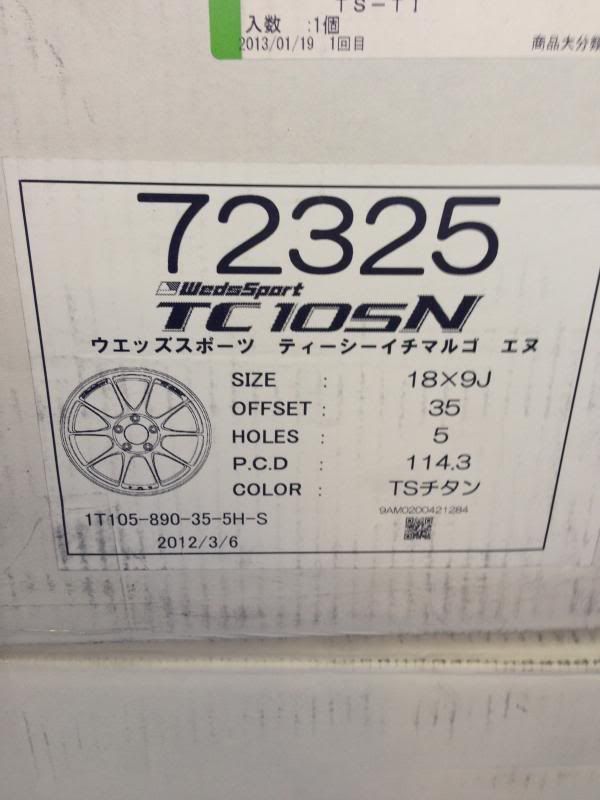 TS-TI
入数 :1個
2013/01/19 1回目
商品大分類
72325
WedsSport
TC105N
ウエッズスポーツ ティーシーイチマルゴ エヌ
SIZE : 18×9J
OFFSET : 35
HOLES : 5
P.C.D : 114.3
COLOR : TSチタン
1T105-890-35-5H-S
9AM0200421284
2012/3/6